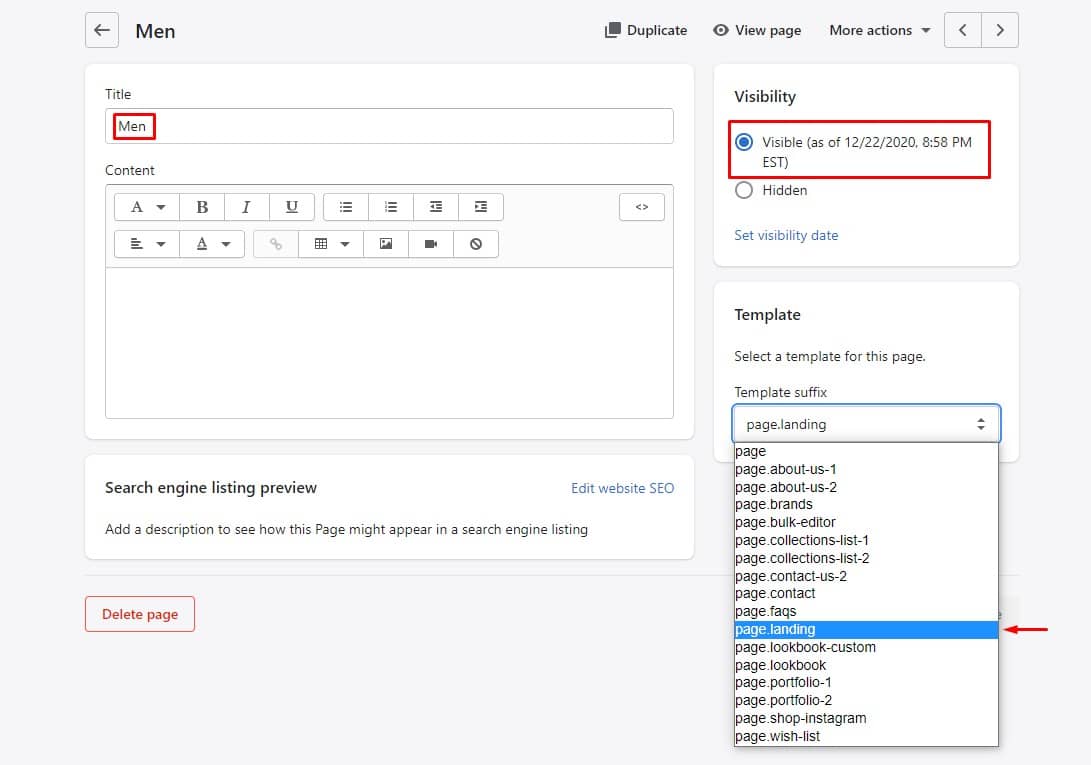 Men
Duplicate
View page
More actions
Title
Men
Content
A
B
I
U
<>
A
Search engine listing preview
Edit website SEO
Add a description to see how this Page might appear in a search engine listing
Delete page
Visibility
Visible (as of 12/22/2020, 8:58 PM
EST)
Hidden
Set visibility date
Template
Select a template for this page.
Template suffix
page.landing
page
page.about-us-1
page.about-us-2
page.brands
page.bulk-editor
page.collections-list-1
page.collections-list-2
page.contact-us-2
page.contact
page.faqs
page.landing
page.lookbook-custom
page.lookbook
page.portfolio-1
page.portfolio-2
page.shop-instagram
page.wish-list